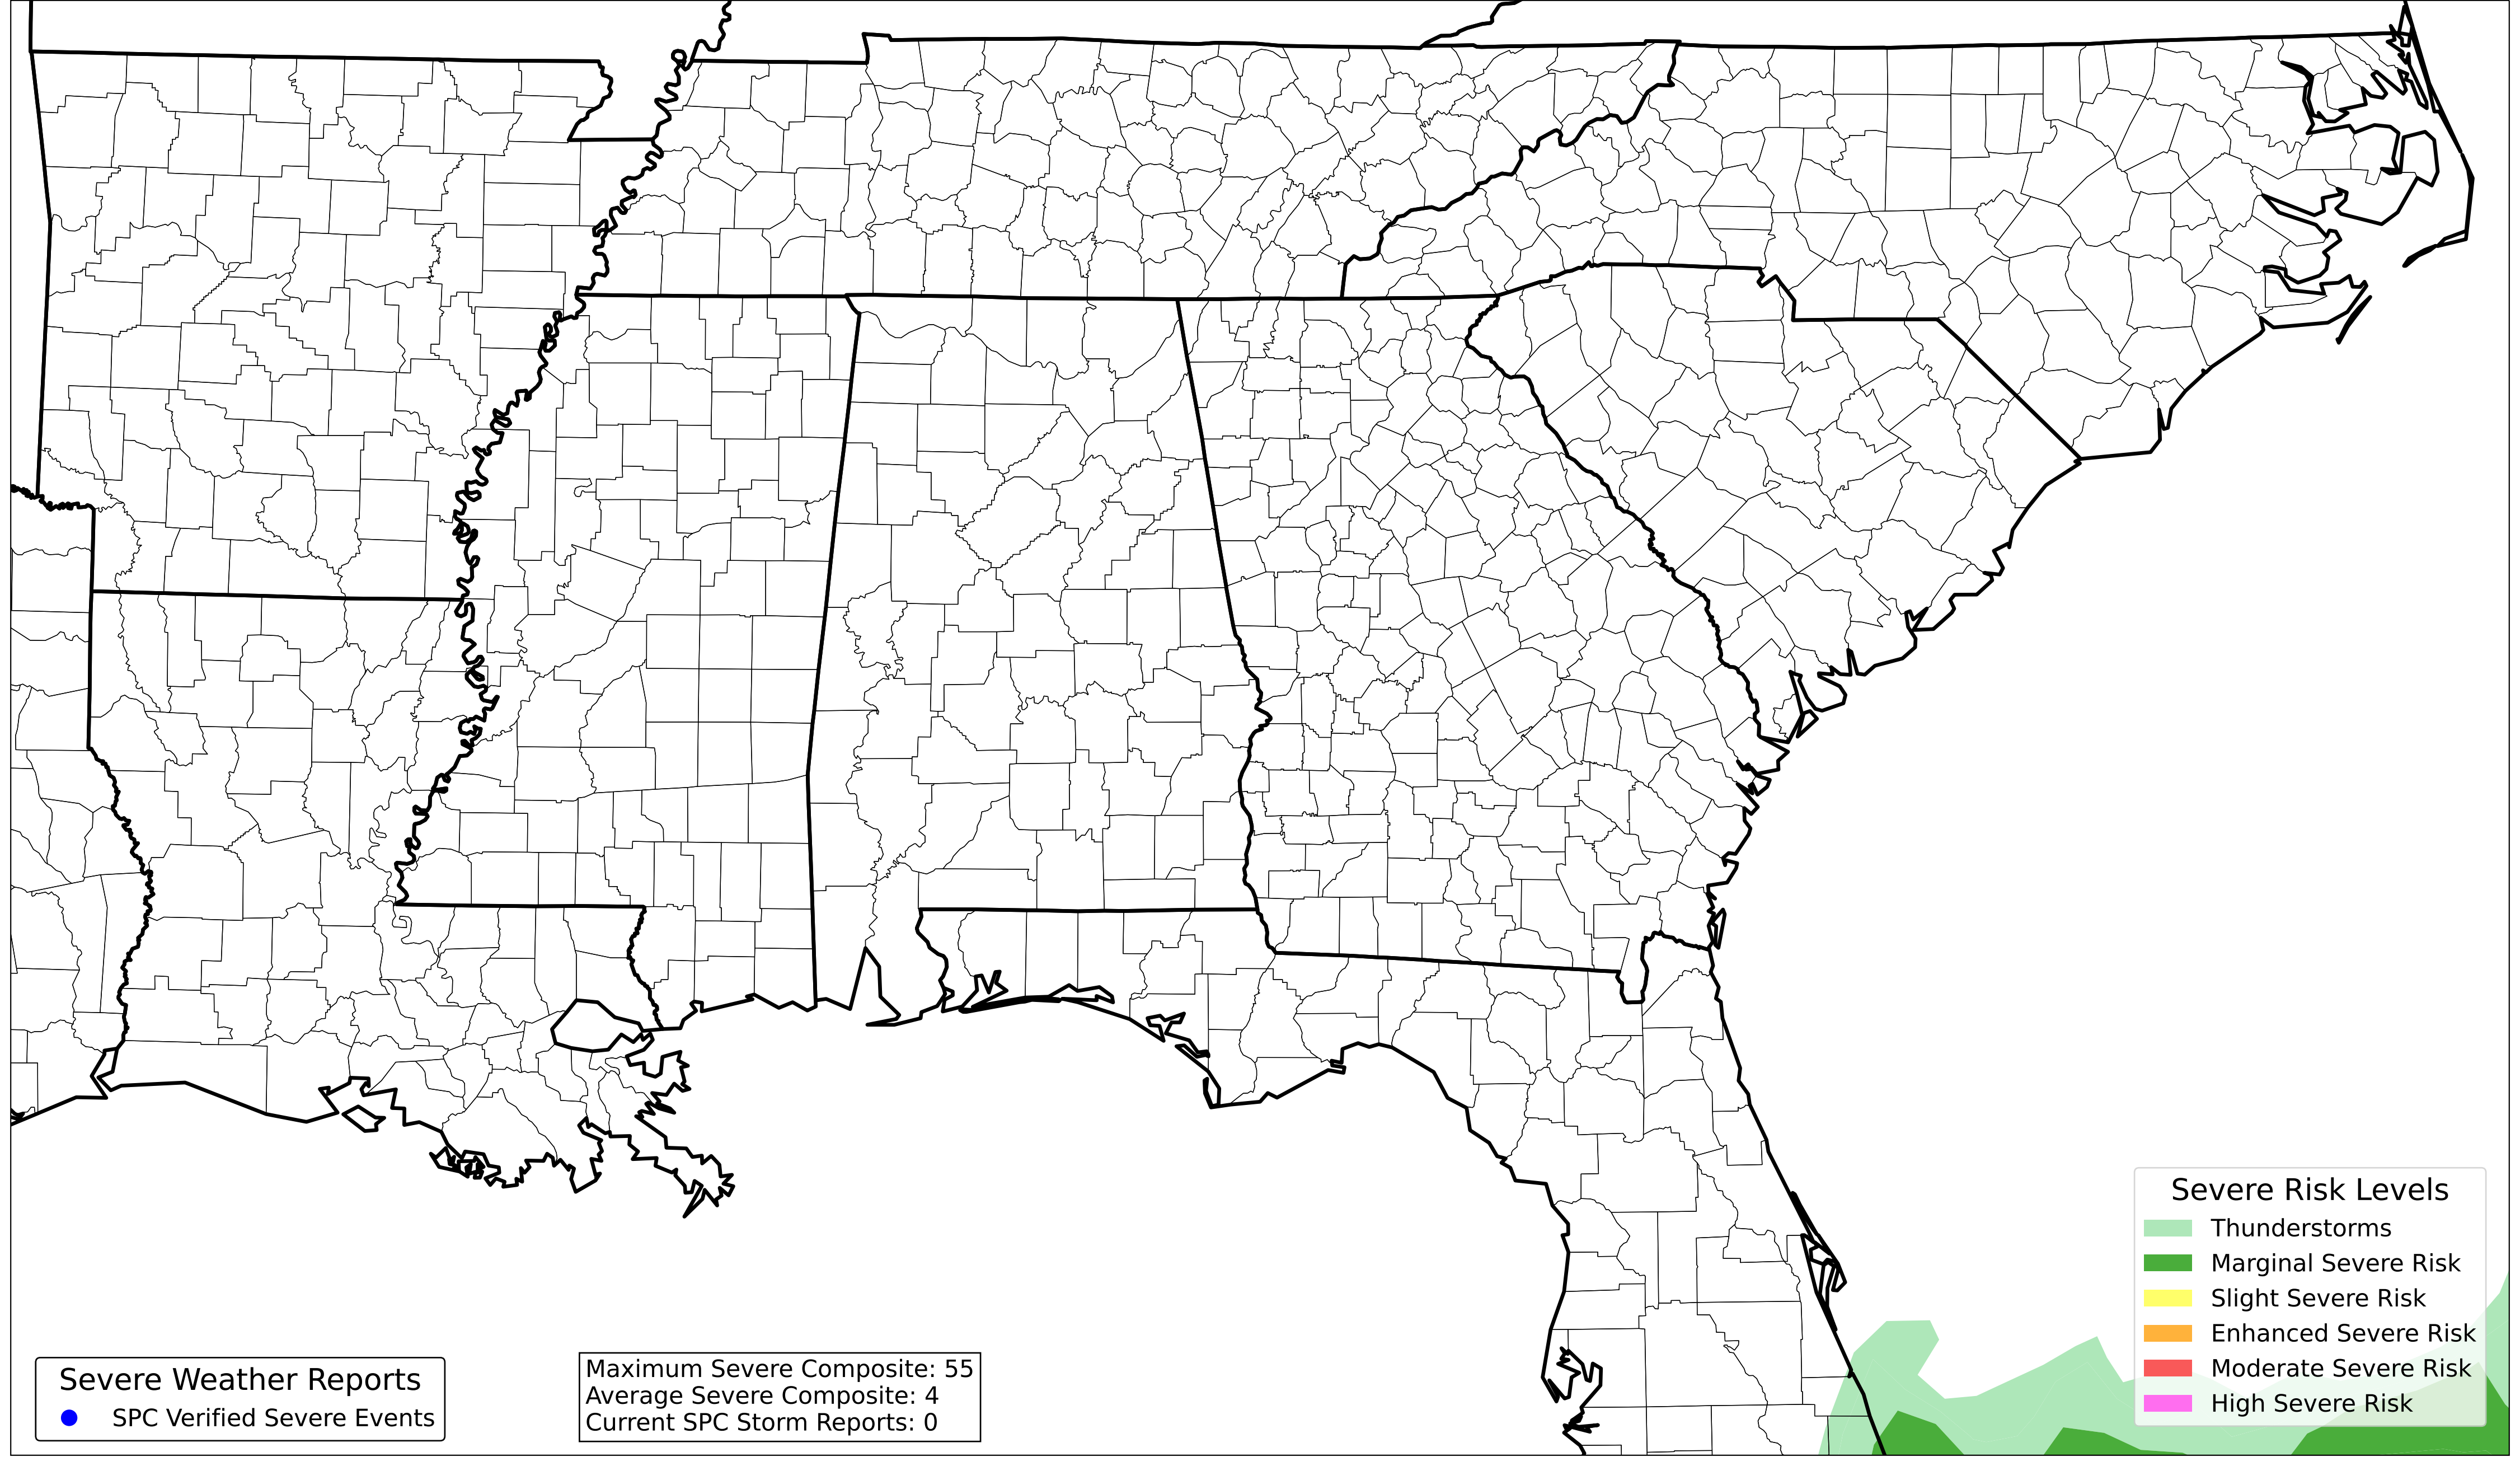 Severe Weather Reports
SPC Verified Severe Events
Maximum Severe Composite: 55
Average Severe Composite: 4
Current SPC Storm Reports: 0
Severe Risk Levels
Thunderstorms
Marginal Severe Risk
Slight Severe Risk
Enhanced Severe Risk
Moderate Severe Risk
High Severe Risk